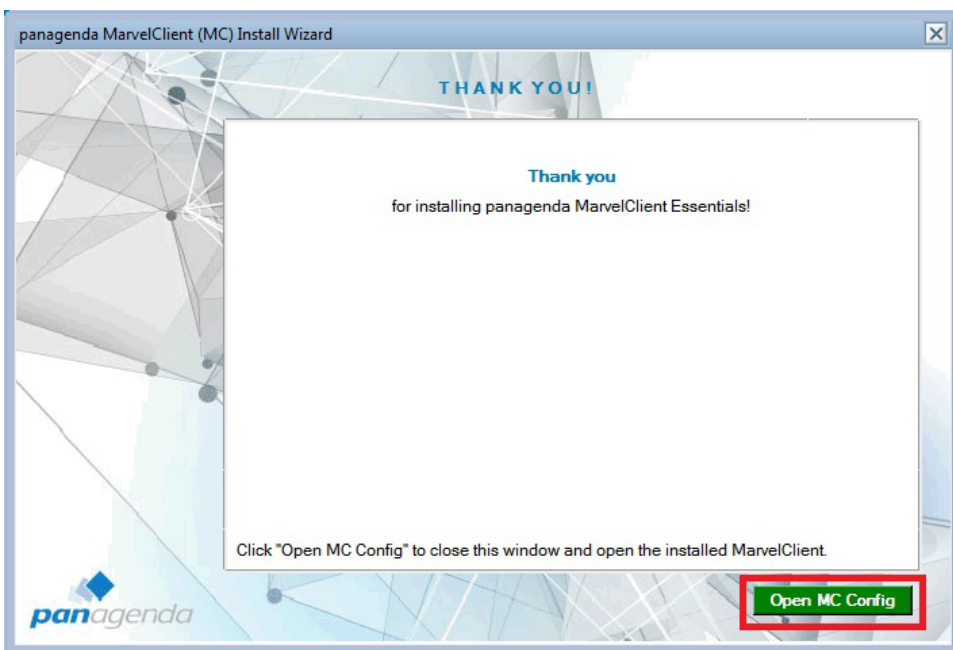 panagenda MarvelClient (MC) Install Wizard
THANK YOU!
Thank you
for installing panagenda MarvelClient Essentials!
Click "Open MC Config" to close this window and open the installed MarvelClient.
panagenda
Open MC Config